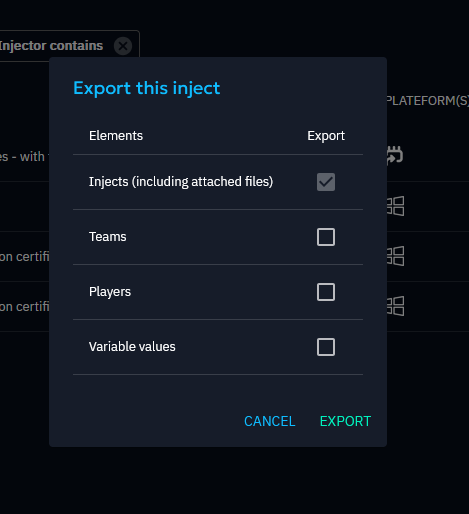 Injector contains
Export this inject
PLATEFORM(S)
Elements Export
es - with
Injects (including attached files)
Teams
on certifi
Players
on certifi
Variable values
CANCEL EXPORT